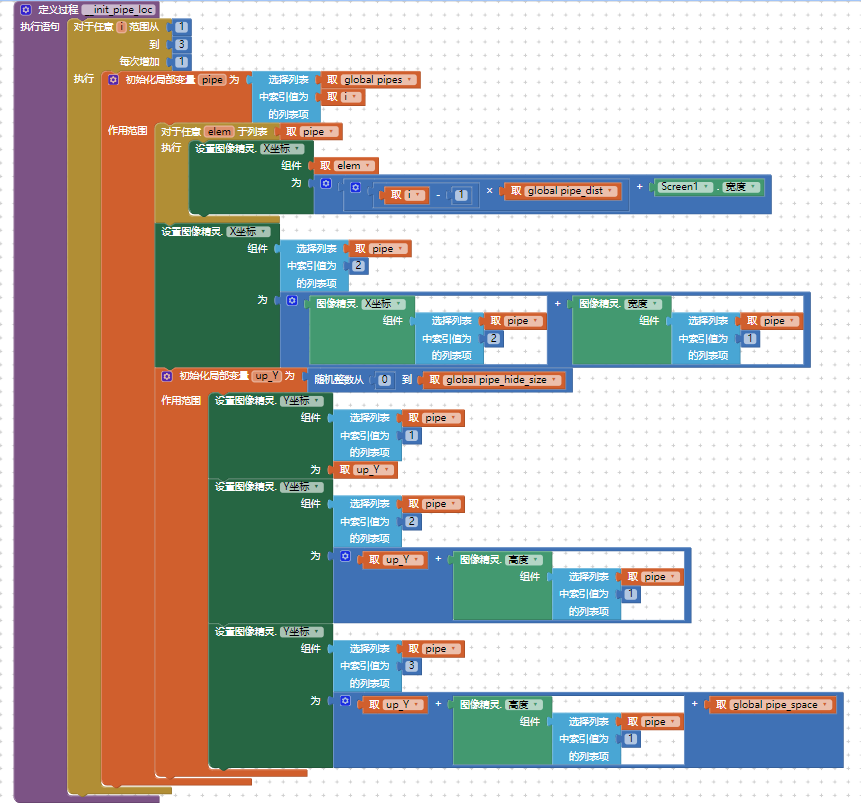 定义过程 __init_pipe_loc
执行语句 对于任意 i 范围从 1
到 3
每次增加 1
执行 初始化局部变量 pipe 为 选择列表 取 global pipes
中索引值为 取 i
的列表项
作用范围 对于任意 elem 于列表 取 pipe
执行 设置图像精灵. X坐标
组件 取 elem
为 取 i - 1 × 取 global pipe_dist + Screen1 . 宽度
设置图像精灵. X坐标
组件 选择列表 取 pipe
中索引值为 2
的列表项
为 图像精灵. X坐标 + 图像精灵. 宽度
组件 选择列表 取 pipe 组件 选择列表 取 pipe
中索引值为 2 中索引值为 1
的列表项 的列表项
初始化局部变量 up_Y 为 随机整数从 0 到 取 global pipe_hide_size
作用范围 设置图像精灵. Y坐标
组件 选择列表 取 pipe
中索引值为 1
的列表项
为 取 up_Y
设置图像精灵. Y坐标
组件 选择列表 取 pipe
中索引值为 2
的列表项
为 取 up_Y + 图像精灵. 高度
组件 选择列表 取 pipe
中索引值为 1
的列表项
设置图像精灵. Y坐标
组件 选择列表 取 pipe
中索引值为 3
的列表项
为 取 up_Y + 图像精灵. 高度 + 取 global pipe_space
组件 选择列表 取 pipe
中索引值为 1
的列表项